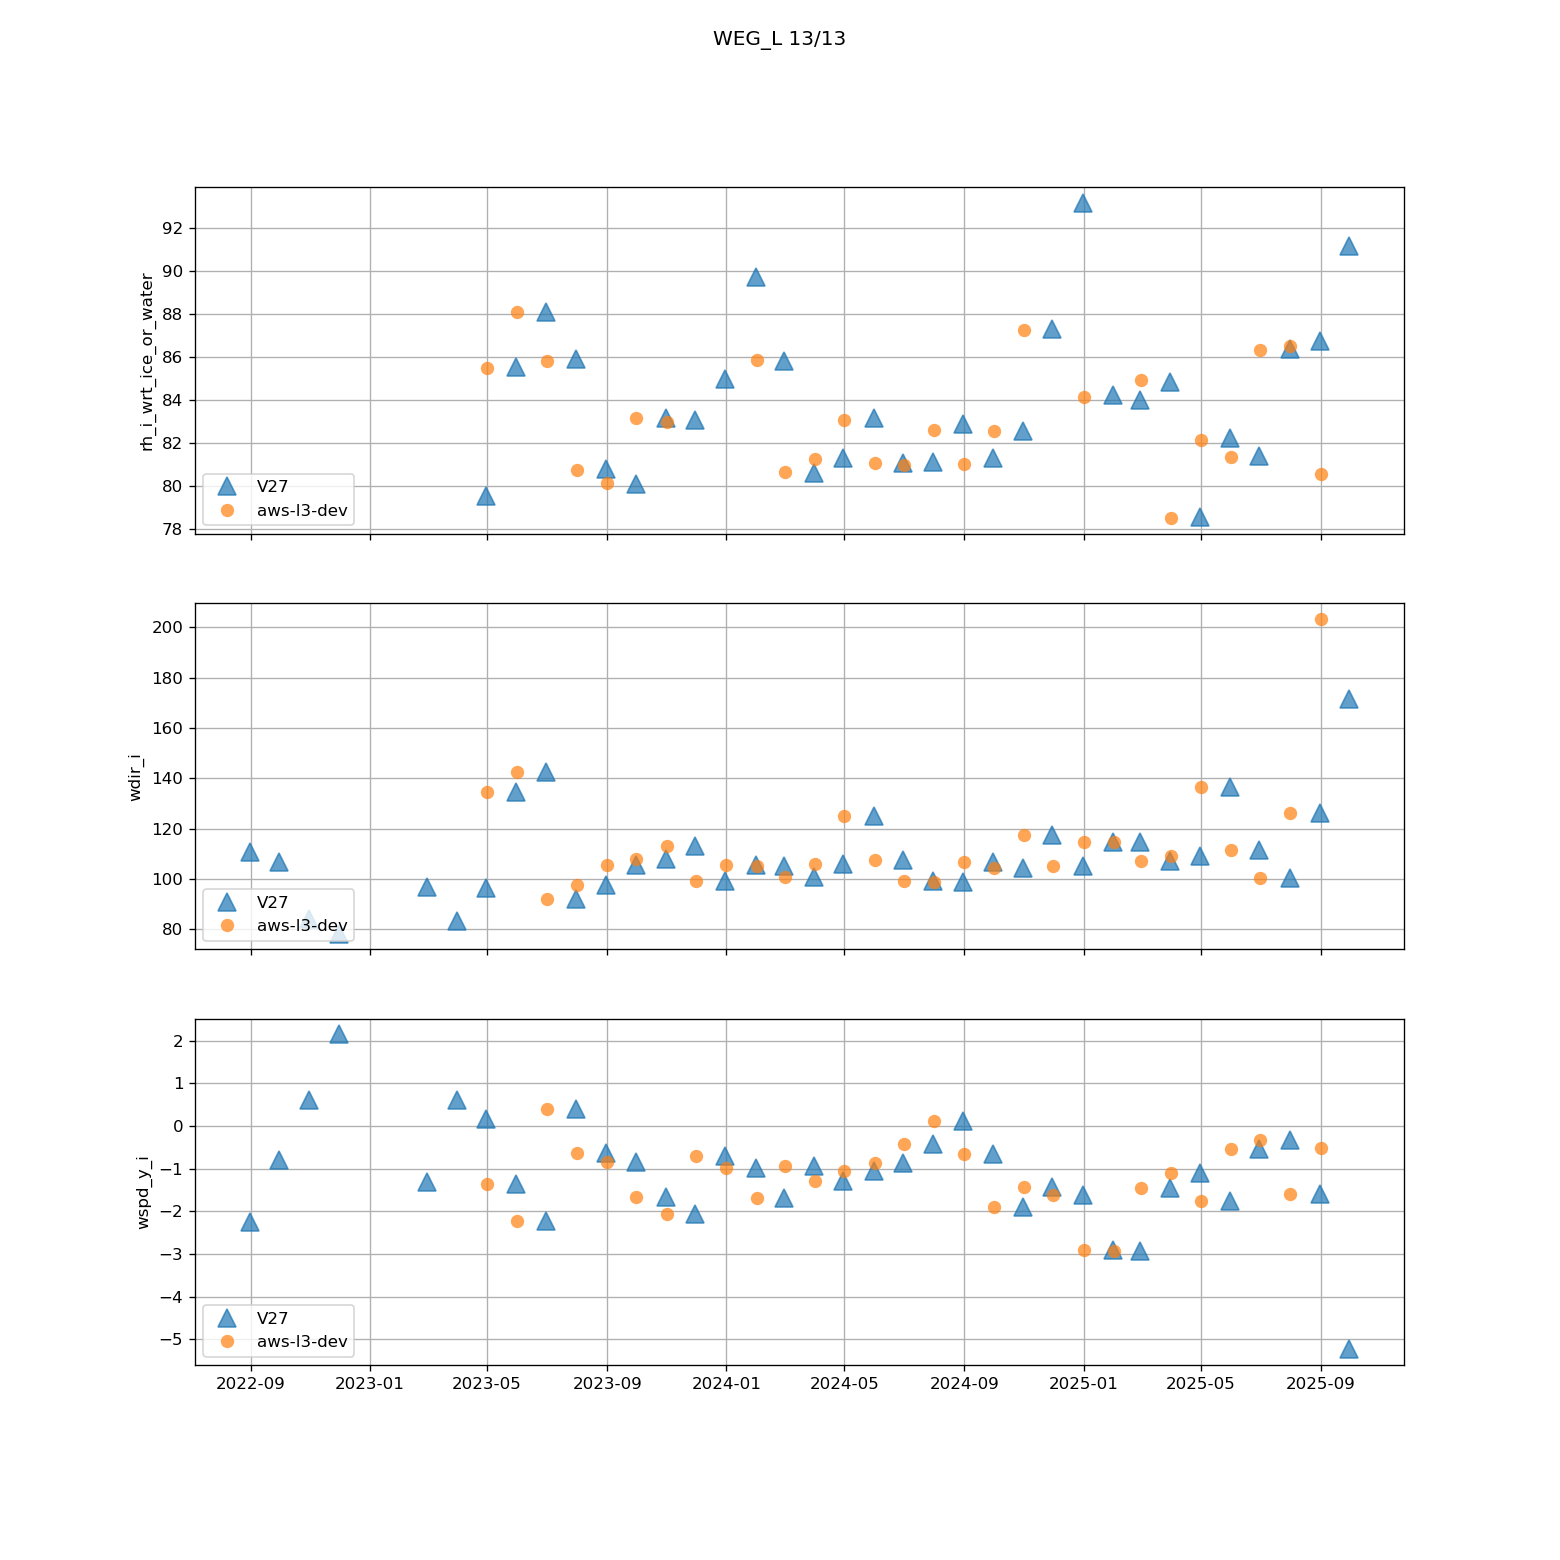 WEG_L 13/13
92
90
88
86
84
82
80
78
rh_i_wrt_ice_or_water
V27
aws-l3-dev
200
180
160
140
120
100
80
wdir_i
V27
aws-l3-dev
2
1
0
−1
−2
−3
−4
−5
wspd_y_i
V27
aws-l3-dev
2022-09 2023-01 2023-05 2023-09 2024-01 2024-05 2024-09 2025-01 2025-05 2025-09